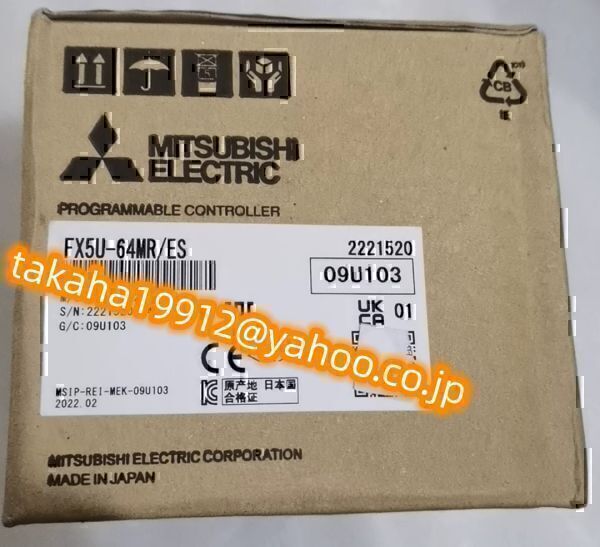 CB
MITSUBISHI
ELECTRIC
PROGRAMMABLE CONTROLLER
FX5U-64MR/ES
2221520
09U103
takaha19912@yahoo.co.jp
S/N:2221520
G/C:09U103
UK
CA
01
CE
MSIP-REI-MEK-09U103
2022.02
原产地 日本国
合格证
MITSUBISHI ELECTRIC CORPORATION
MADE IN JAPAN